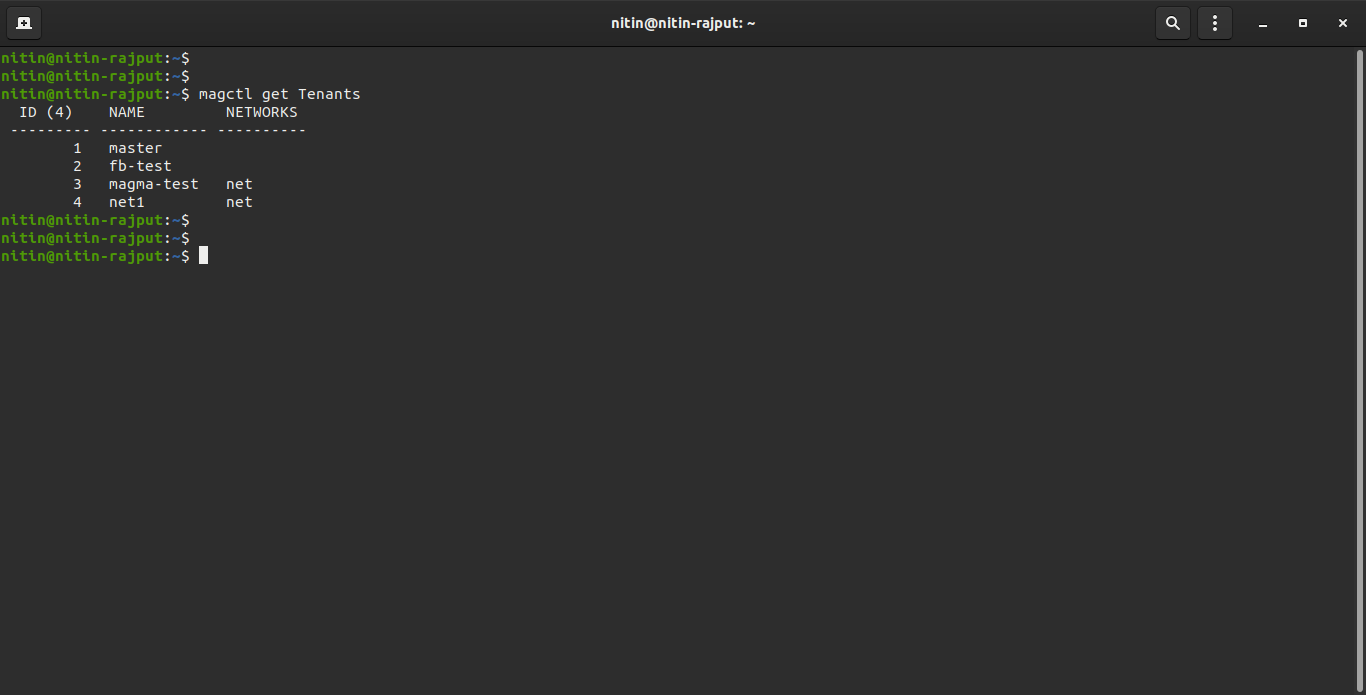 nitin@nitin-rajput: ~
nitin@nitin-rajput:~$
nitin@nitin-rajput:~$
nitin@nitin-rajput:~$ magctl get Tenants
  ID (4)    NAME         NETWORKS
 --------- ------------ ----------
        1   master
        2   fb-test
        3   magma-test   net
        4   net1         net
nitin@nitin-rajput:~$
nitin@nitin-rajput:~$
nitin@nitin-rajput:~$